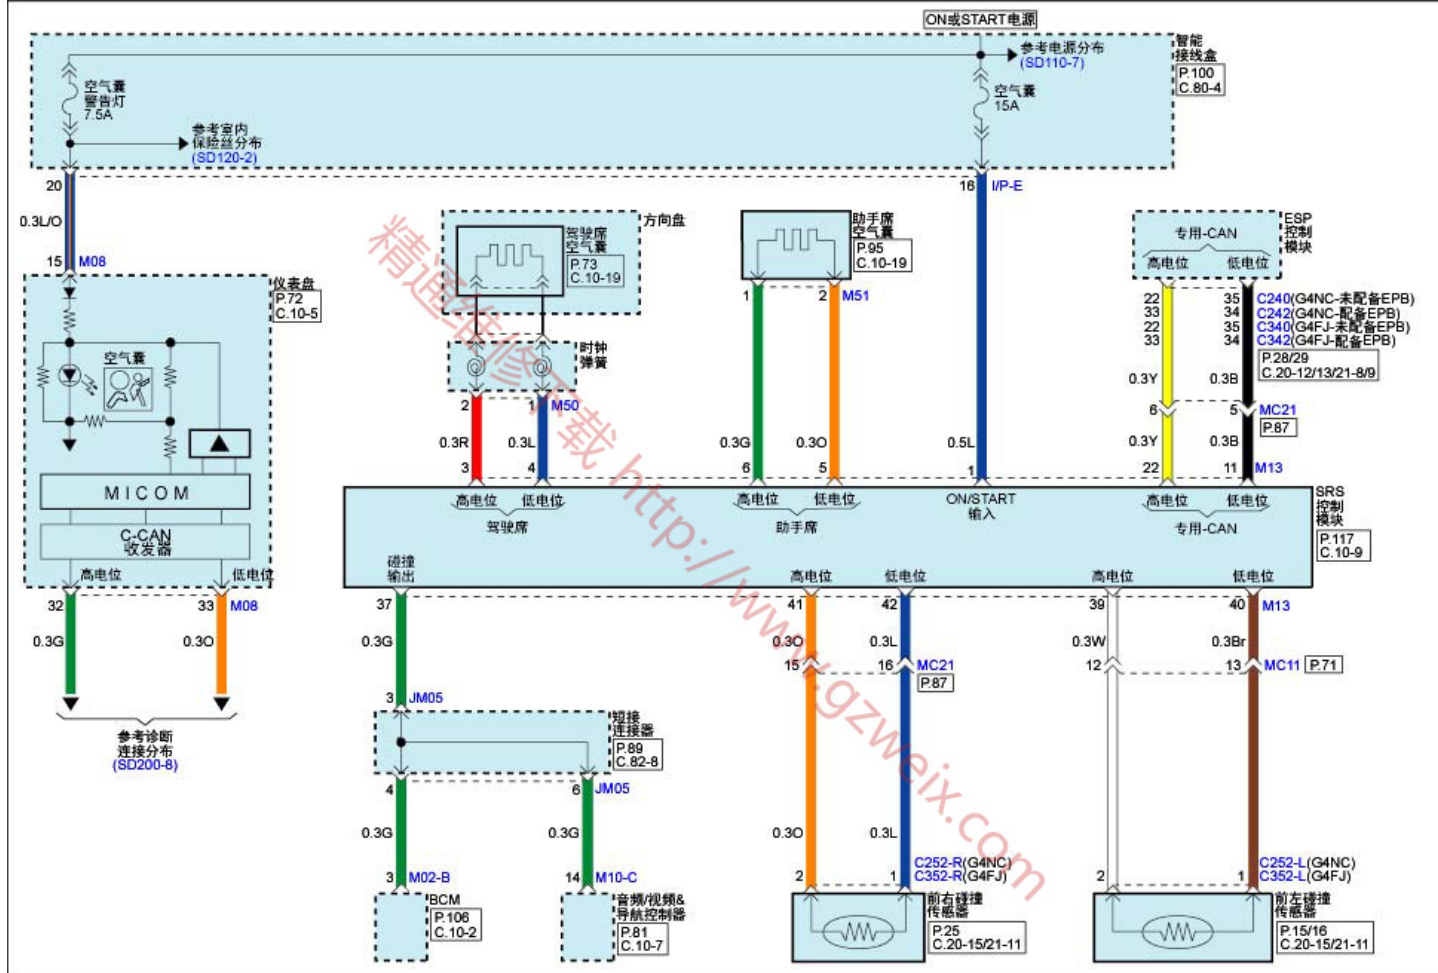 ON或START电源
智能
接线盒
P.100
C.80-4
参考电源分布
(SD110-7)
空气囊
警告灯
7.5A
空气囊
15A
参考室内
保险丝分布
(SD120-2)
20
16
I/P-E
0.3L/O
15
M08
仪表盘
P.72
C.10-5
空气囊
MICOM
C-CAN
收发器
高电位
低电位
32
33
M08
0.3G
0.3O
参考诊断
连接分布
(SD200-8)
方向盘
驾驶席
空气囊
P.73
C.10-19
时钟
弹簧
2
1
M50
0.3R
0.3L
3
4
助手席
空气囊
P.95
C.10-19
1
2
M51
0.3G
0.3O
6
5
0.5L
1
ESP
控制
模块
专用-CAN
高电位
低电位
22
35
C240(G4NC-未配备EPB)
33
34
C242(G4NC-配备EPB)
22
35
C340(G4FJ-未配备EPB)
33
34
C342(G4FJ-配备EPB)
P.28/29
C.20-12/13/21-8/9
0.3Y
0.3B
6
5
MC21
P.87
0.3Y
0.3B
22
11
M13
高电位
低电位
驾驶席
高电位
低电位
助手席
ON/START
输入
高电位
低电位
专用-CAN
SRS
控制
模块
P.117
C.10-9
碰撞
输出
高电位
低电位
高电位
低电位
37
41
42
39
40
M13
0.3G
0.3O
0.3L
0.3W
0.3Br
15
16
MC21
P.87
12
13
MC11
P.71
3
JM05
短接
连接器
P.89
C.82-8
4
6
JM05
0.3G
0.3G
0.3O
0.3L
3
M02-B
14
M10-C
BCM
P.106
C.10-2
音频/视频&
导航控制器
P.81
C.10-7
C252-R(G4NC)
C352-R(G4FJ)
2
1
前右碰撞
传感器
P.25
C.20-15/21-11
C252-L(G4NC)
C352-L(G4FJ)
2
1
前左碰撞
传感器
P.15/16
C.20-15/21-11
精通维修下载 http://www.gzweix.com